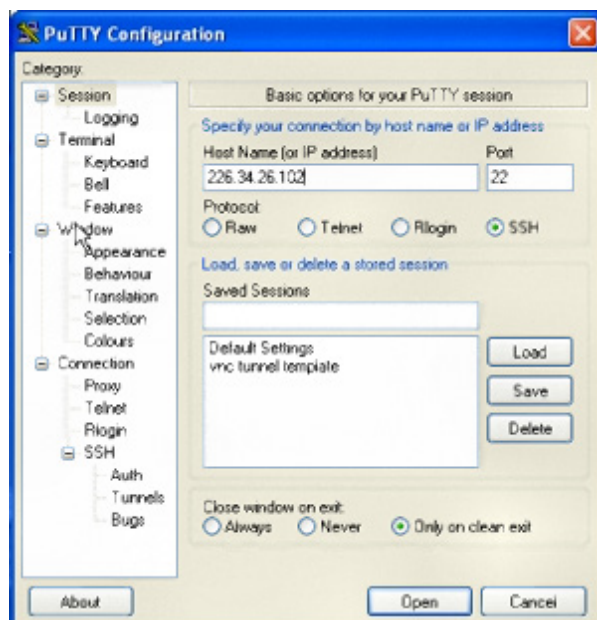 PuTTY Configuration
Category:
Session
Logging
Terminal
Keyboard
Bell
Features
Window
Appearance
Behaviour
Translation
Selection
Colours
Connection
Proxy
Telnet
Rlogin
SSH
Auth
Tunnels
Bugs
Basic options for your PuTTY session
Specify your connection by host name or IP address
Host Name (or IP address) Port
226.34.26.102 22
Protocol:
Raw Telnet Rlogin SSH
Load, save or delete a stored session
Saved Sessions
Default Settings
vnc tunnel template
Load
Save
Delete
Close window on exit:
Always Never Only on clean exit
About Open Cancel